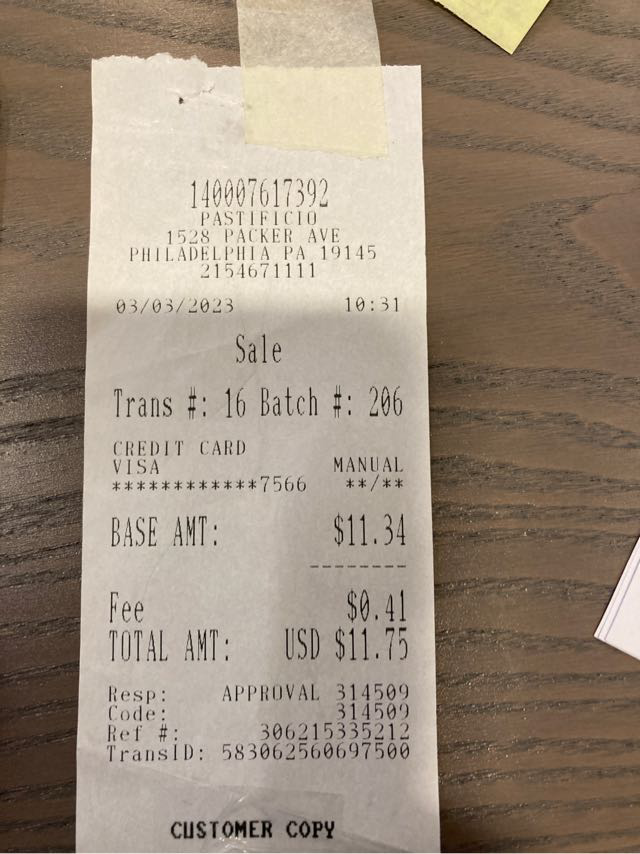 140007617392
PASTIFICIO
1528 PACKER AVE
PHILADELPHIA PA 19145
2154671111
03/03/2023 10:31
Sale
Trans #: 16 Batch #: 206
CREDIT CARD
VISA MANUAL
************7566 **/**
BASE AMT: $11.34
--------
Fee $0.41
TOTAL AMT: USD $11.75
Resp: APPROVAL 314509
Code: 314509
Ref #: 306215335212
TransID: 583062560697500
CUSTOMER COPY